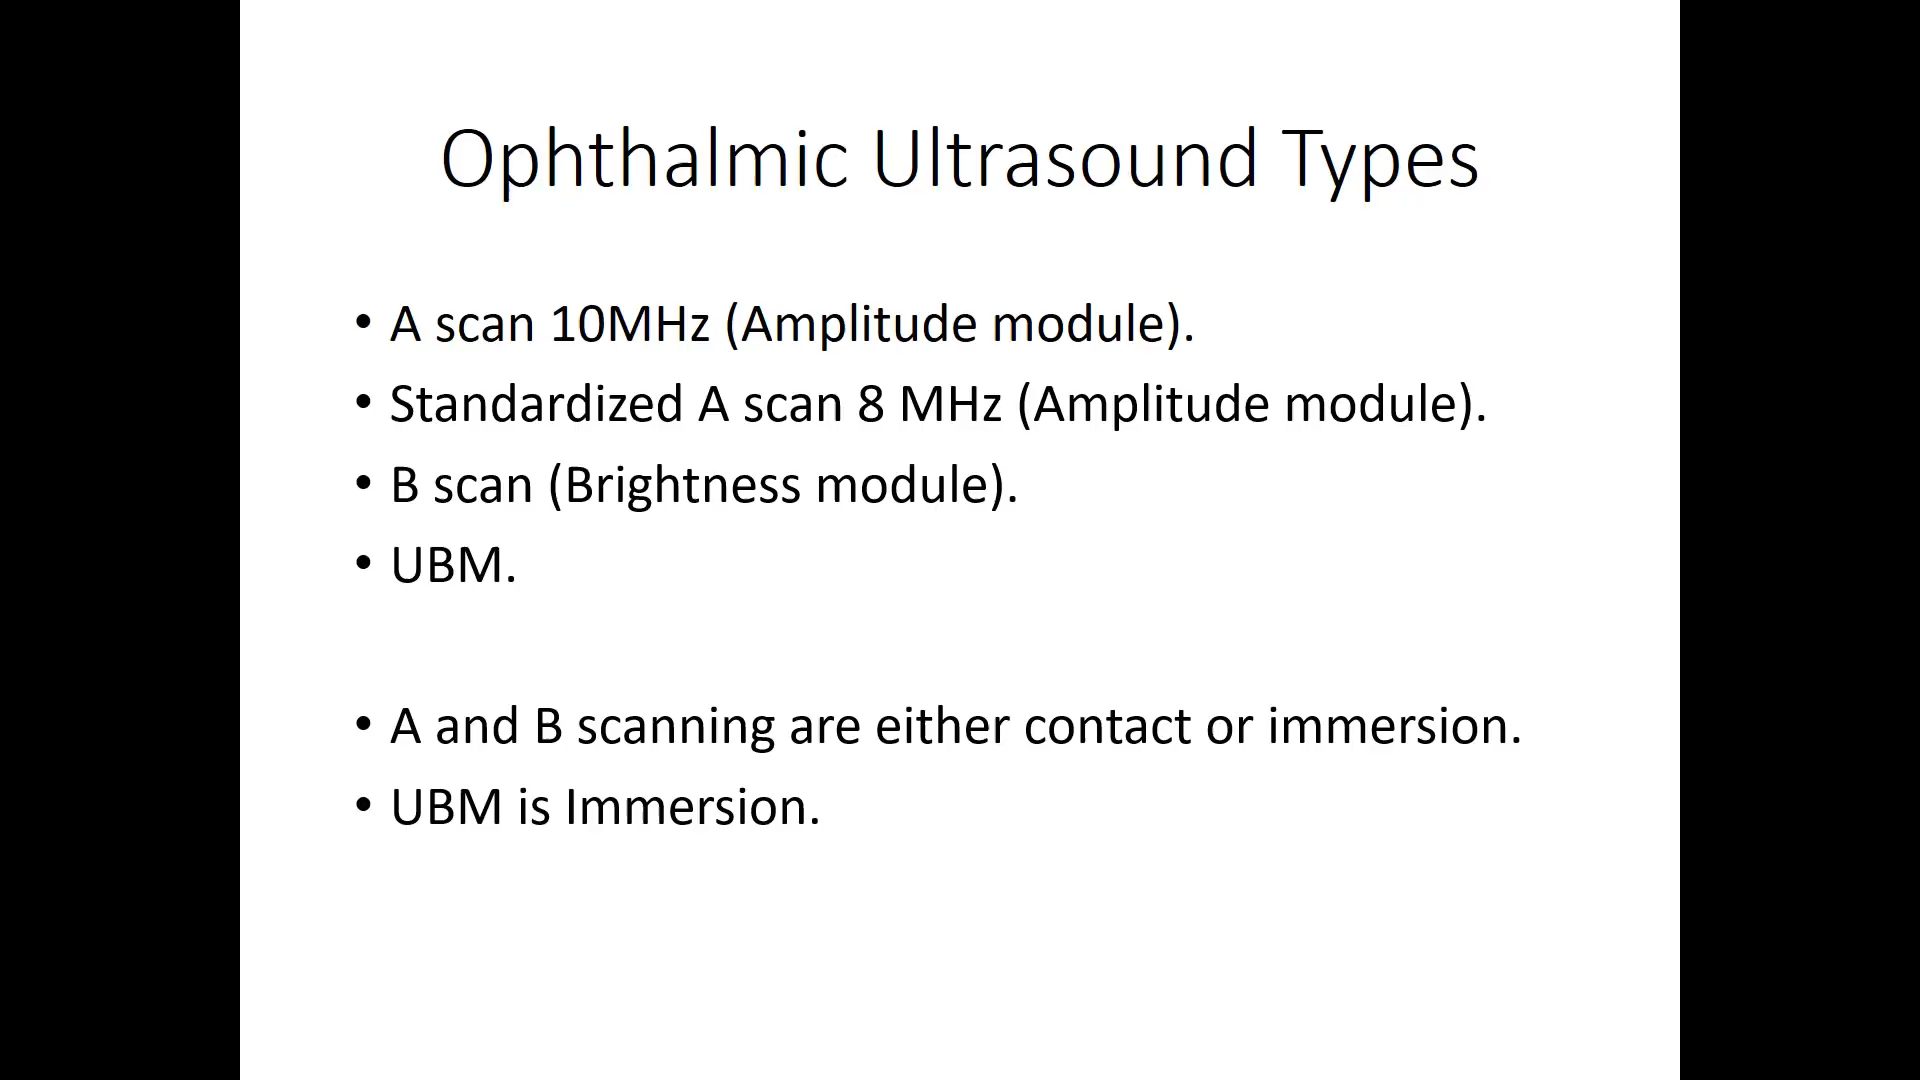 Ophthalmic Ultrasound Types
• A scan 10MHz (Amplitude module).
• Standardized A scan 8 MHz (Amplitude module).
• B scan (Brightness module).
• UBM.
• A and B scanning are either contact or immersion.
• UBM is Immersion.